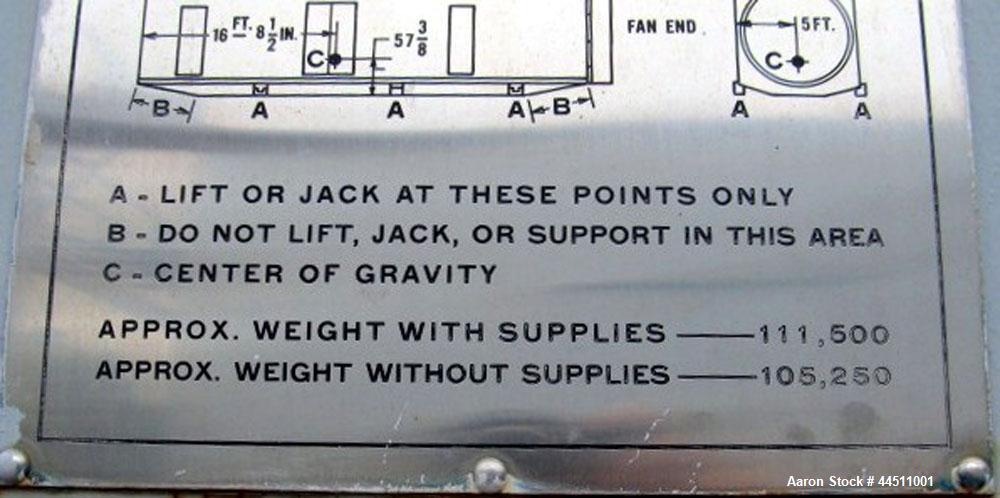 16 FT. 8 1/2 IN.
57 3/8
FAN END
5 FT.
C
C
B A A A B A A
A - LIFT OR JACK AT THESE POINTS ONLY
B - DO NOT LIFT, JACK, OR SUPPORT IN THIS AREA
C - CENTER OF GRAVITY
APPROX. WEIGHT WITH SUPPLIES — 111,500
APPROX. WEIGHT WITHOUT SUPPLIES — 105,250
Aaron Stock # 44511001